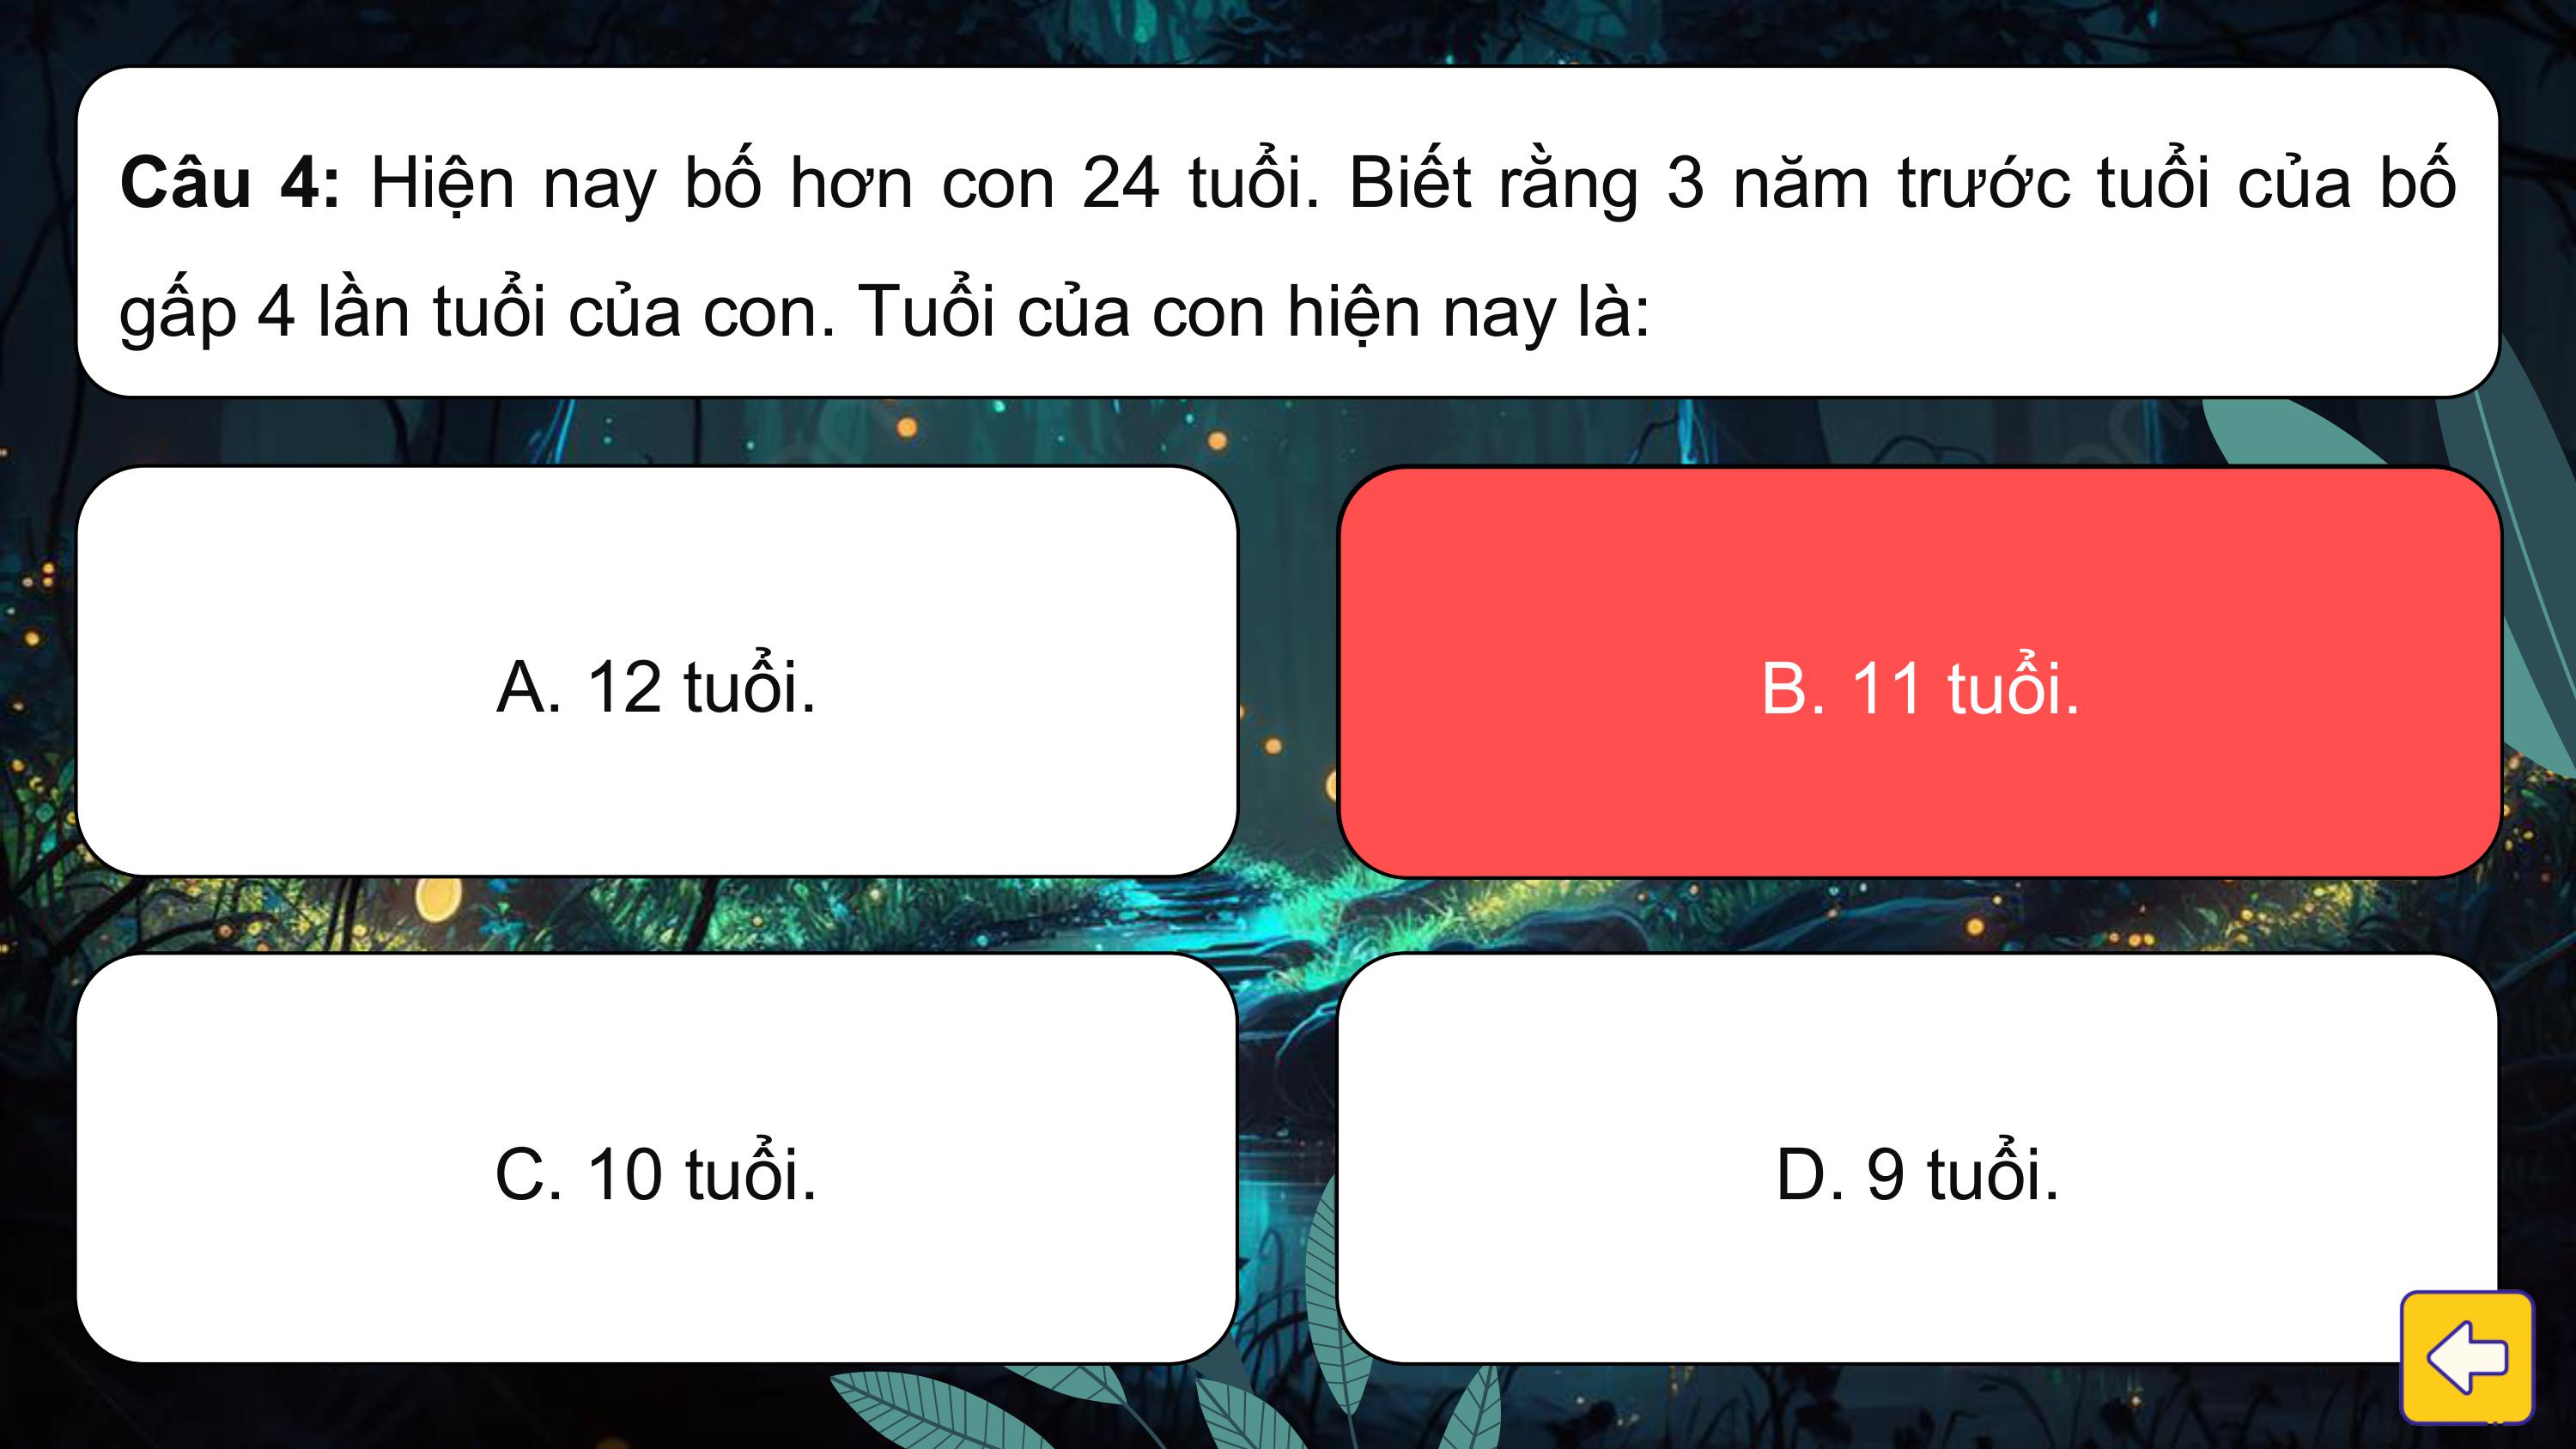 Câu 4: Hiện nay bố hơn con 24 tuổi. Biết rằng 3 năm trước tuổi của bố
gấp 4 lần tuổi của con. Tuổi của con hiện nay là:
A. 12 tuổi.
B. 11 tuổi.
C. 10 tuổi.
D. 9 tuổi.